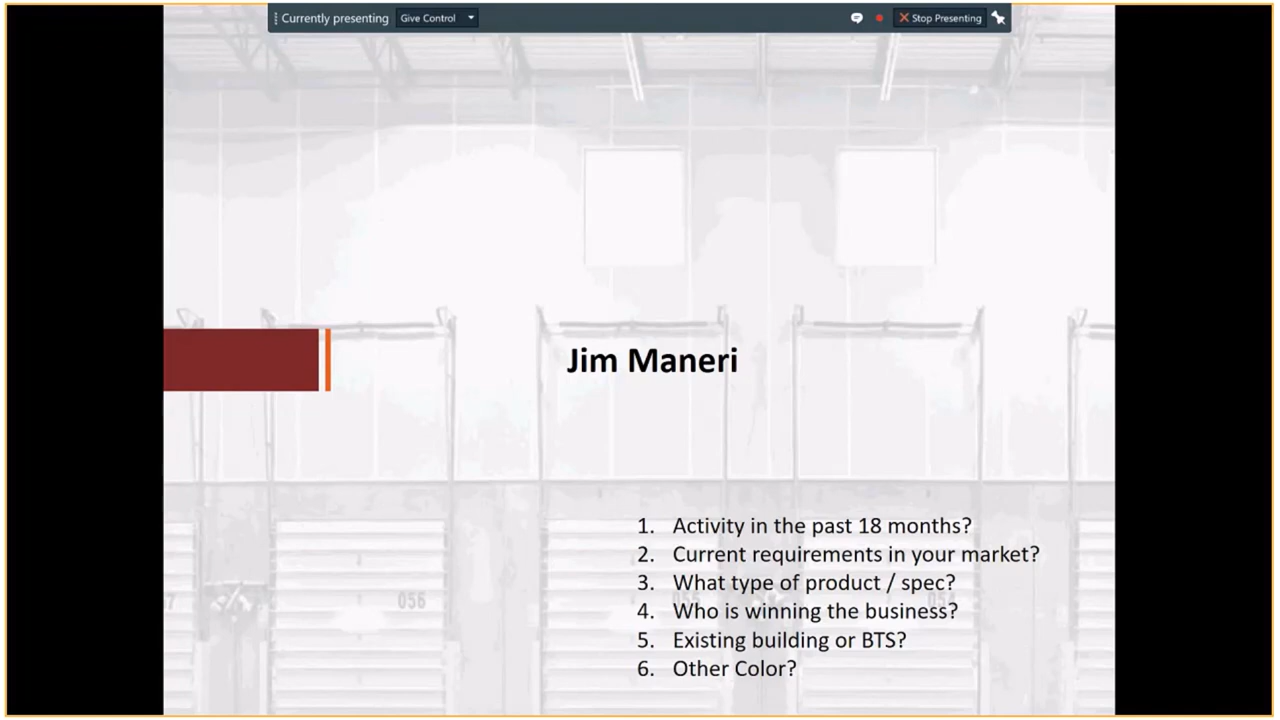 Currently presenting Give Control Stop Presenting
Jim Maneri
1. Activity in the past 18 months?
2. Current requirements in your market?
3. What type of product / spec?
4. Who is winning the business?
5. Existing building or BTS?
6. Other Color?
056